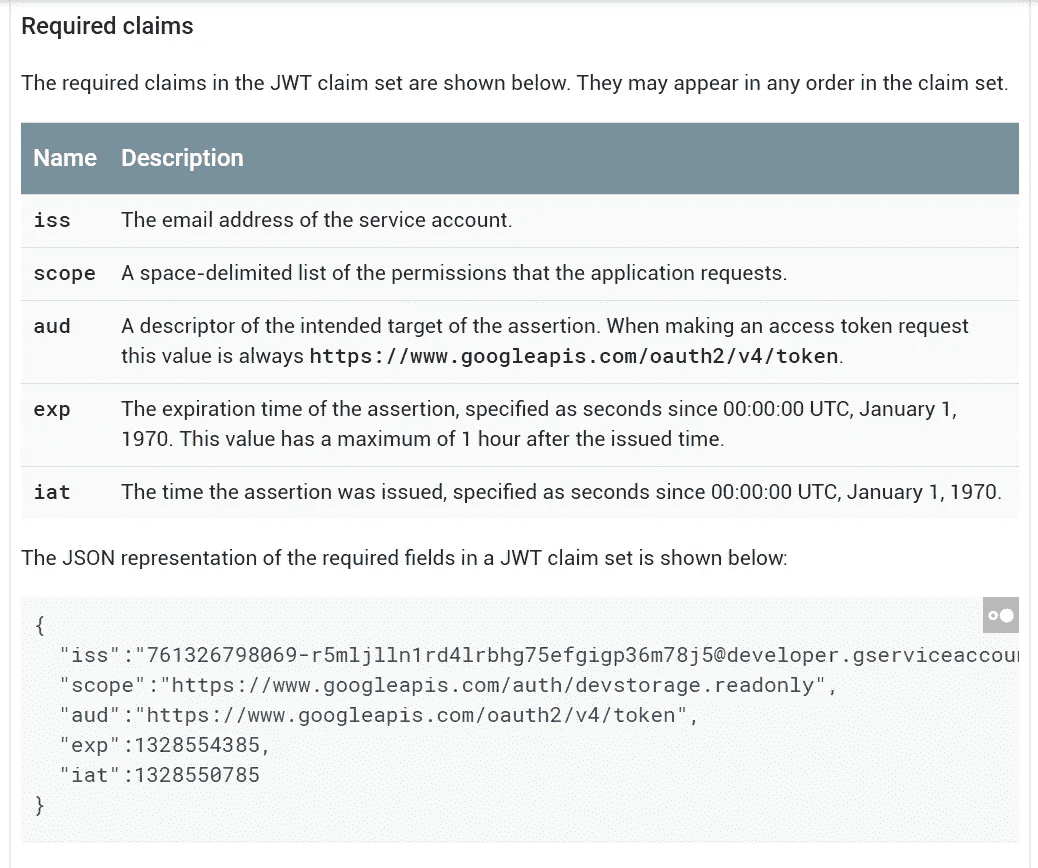 Required claims
The required claims in the JWT claim set are shown below. They may appear in any order in the claim set.
Name Description
iss The email address of the service account.
scope A space-delimited list of the permissions that the application requests.
aud A descriptor of the intended target of the assertion. When making an access token request
this value is always https://www.googleapis.com/oauth2/v4/token.
exp The expiration time of the assertion, specified as seconds since 00:00:00 UTC, January 1,
1970. This value has a maximum of 1 hour after the issued time.
iat The time the assertion was issued, specified as seconds since 00:00:00 UTC, January 1, 1970.
The JSON representation of the required fields in a JWT claim set is shown below:
{
"iss":"761326798069-r5mljlln1rd4lrbhg75efgigp36m78j5@developer.gserviceaccou
"scope":"https://www.googleapis.com/auth/devstorage.readonly",
"aud":"https://www.googleapis.com/oauth2/v4/token",
"exp":1328554385,
"iat":1328550785
}